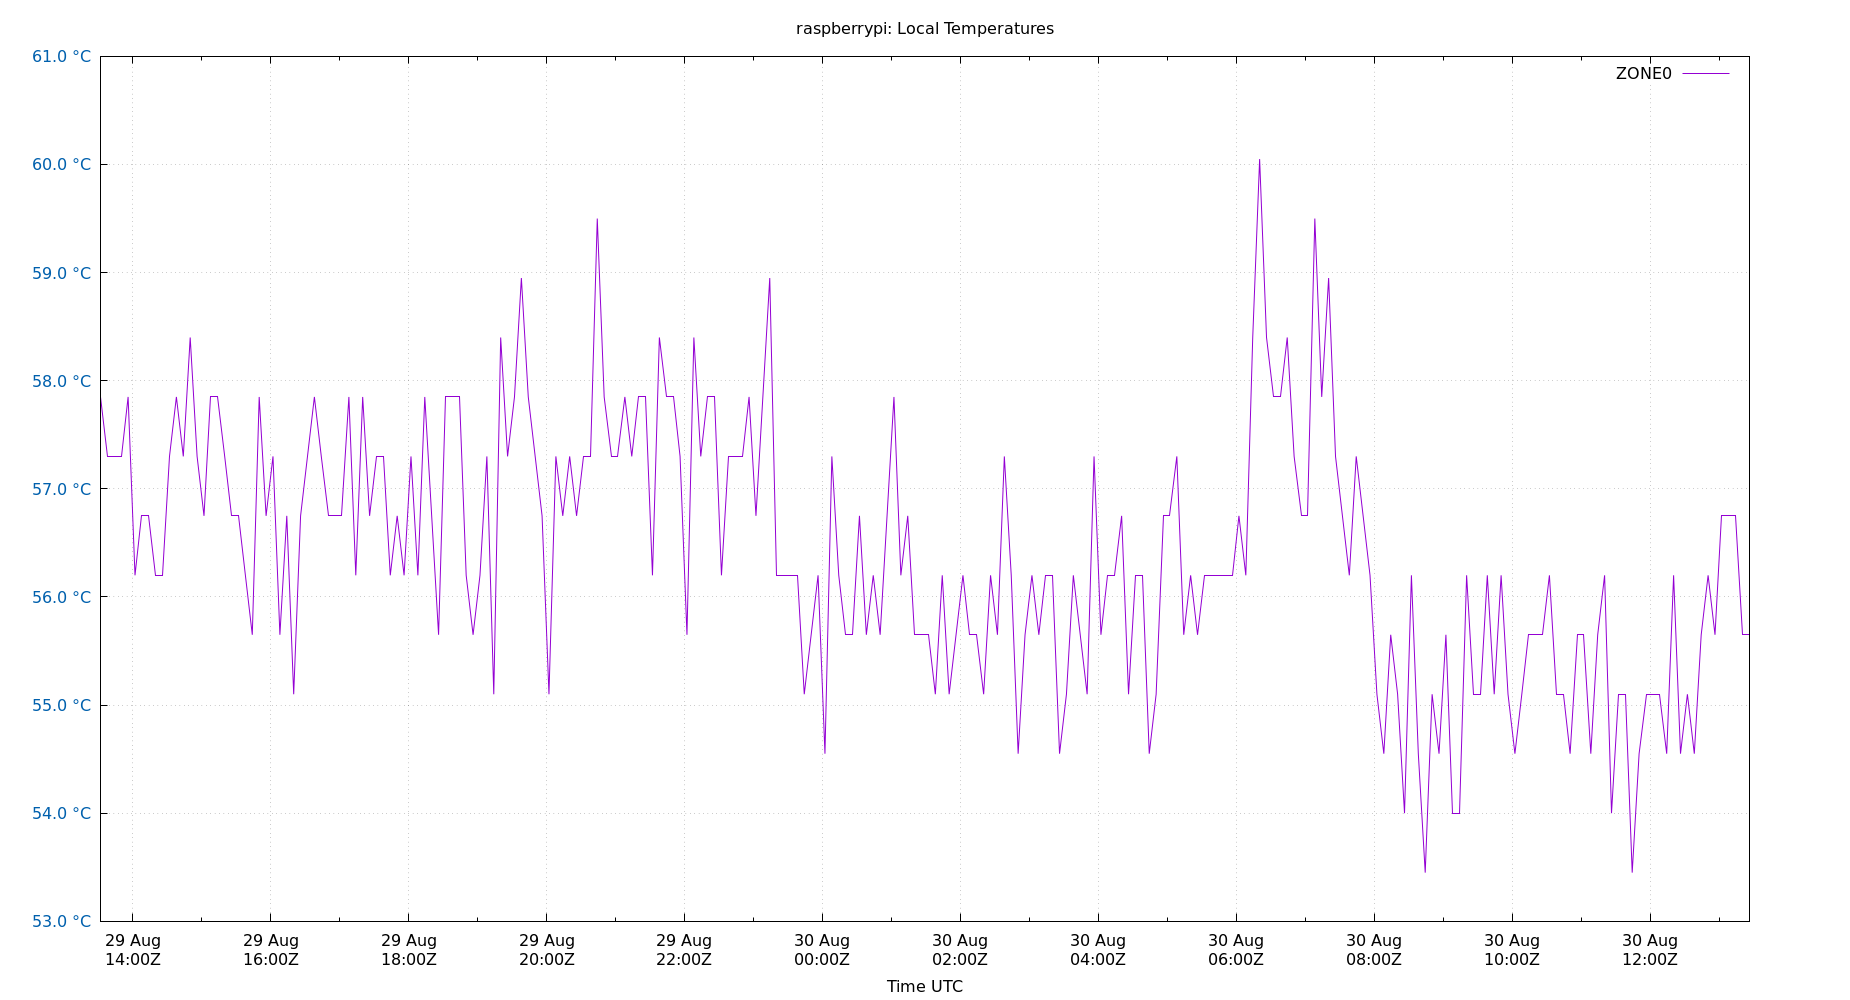 raspberrypi: Local Temperatures
ZONE0
61.0 °C
60.0 °C
59.0 °C
58.0 °C
57.0 °C
56.0 °C
55.0 °C
54.0 °C
53.0 °C
29 Aug 29 Aug 29 Aug 29 Aug 29 Aug 30 Aug 30 Aug 30 Aug 30 Aug 30 Aug 30 Aug 30 Aug
14:00Z 16:00Z 18:00Z 20:00Z 22:00Z 00:00Z 02:00Z 04:00Z 06:00Z 08:00Z 10:00Z 12:00Z
Time UTC